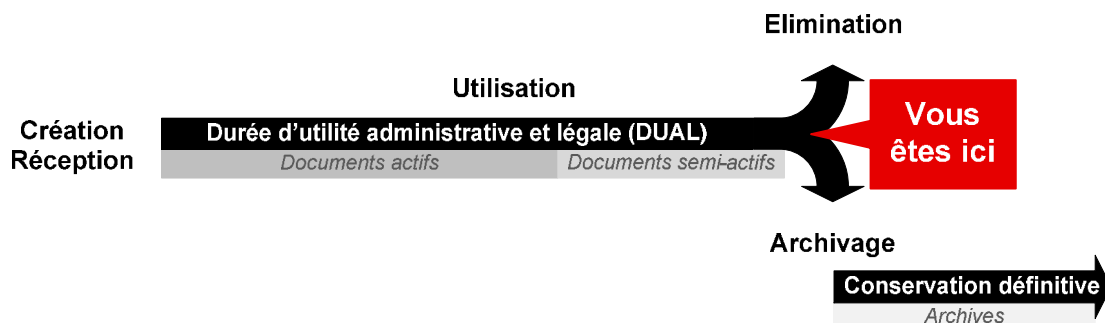 Elimination
Utilisation
Vous
êtes ici
Création
Réception
Durée d’utilité administrative et légale (DUAL)
Documents actifs
Documents semi-actifs
Archivage
Conservation définitive
Archives